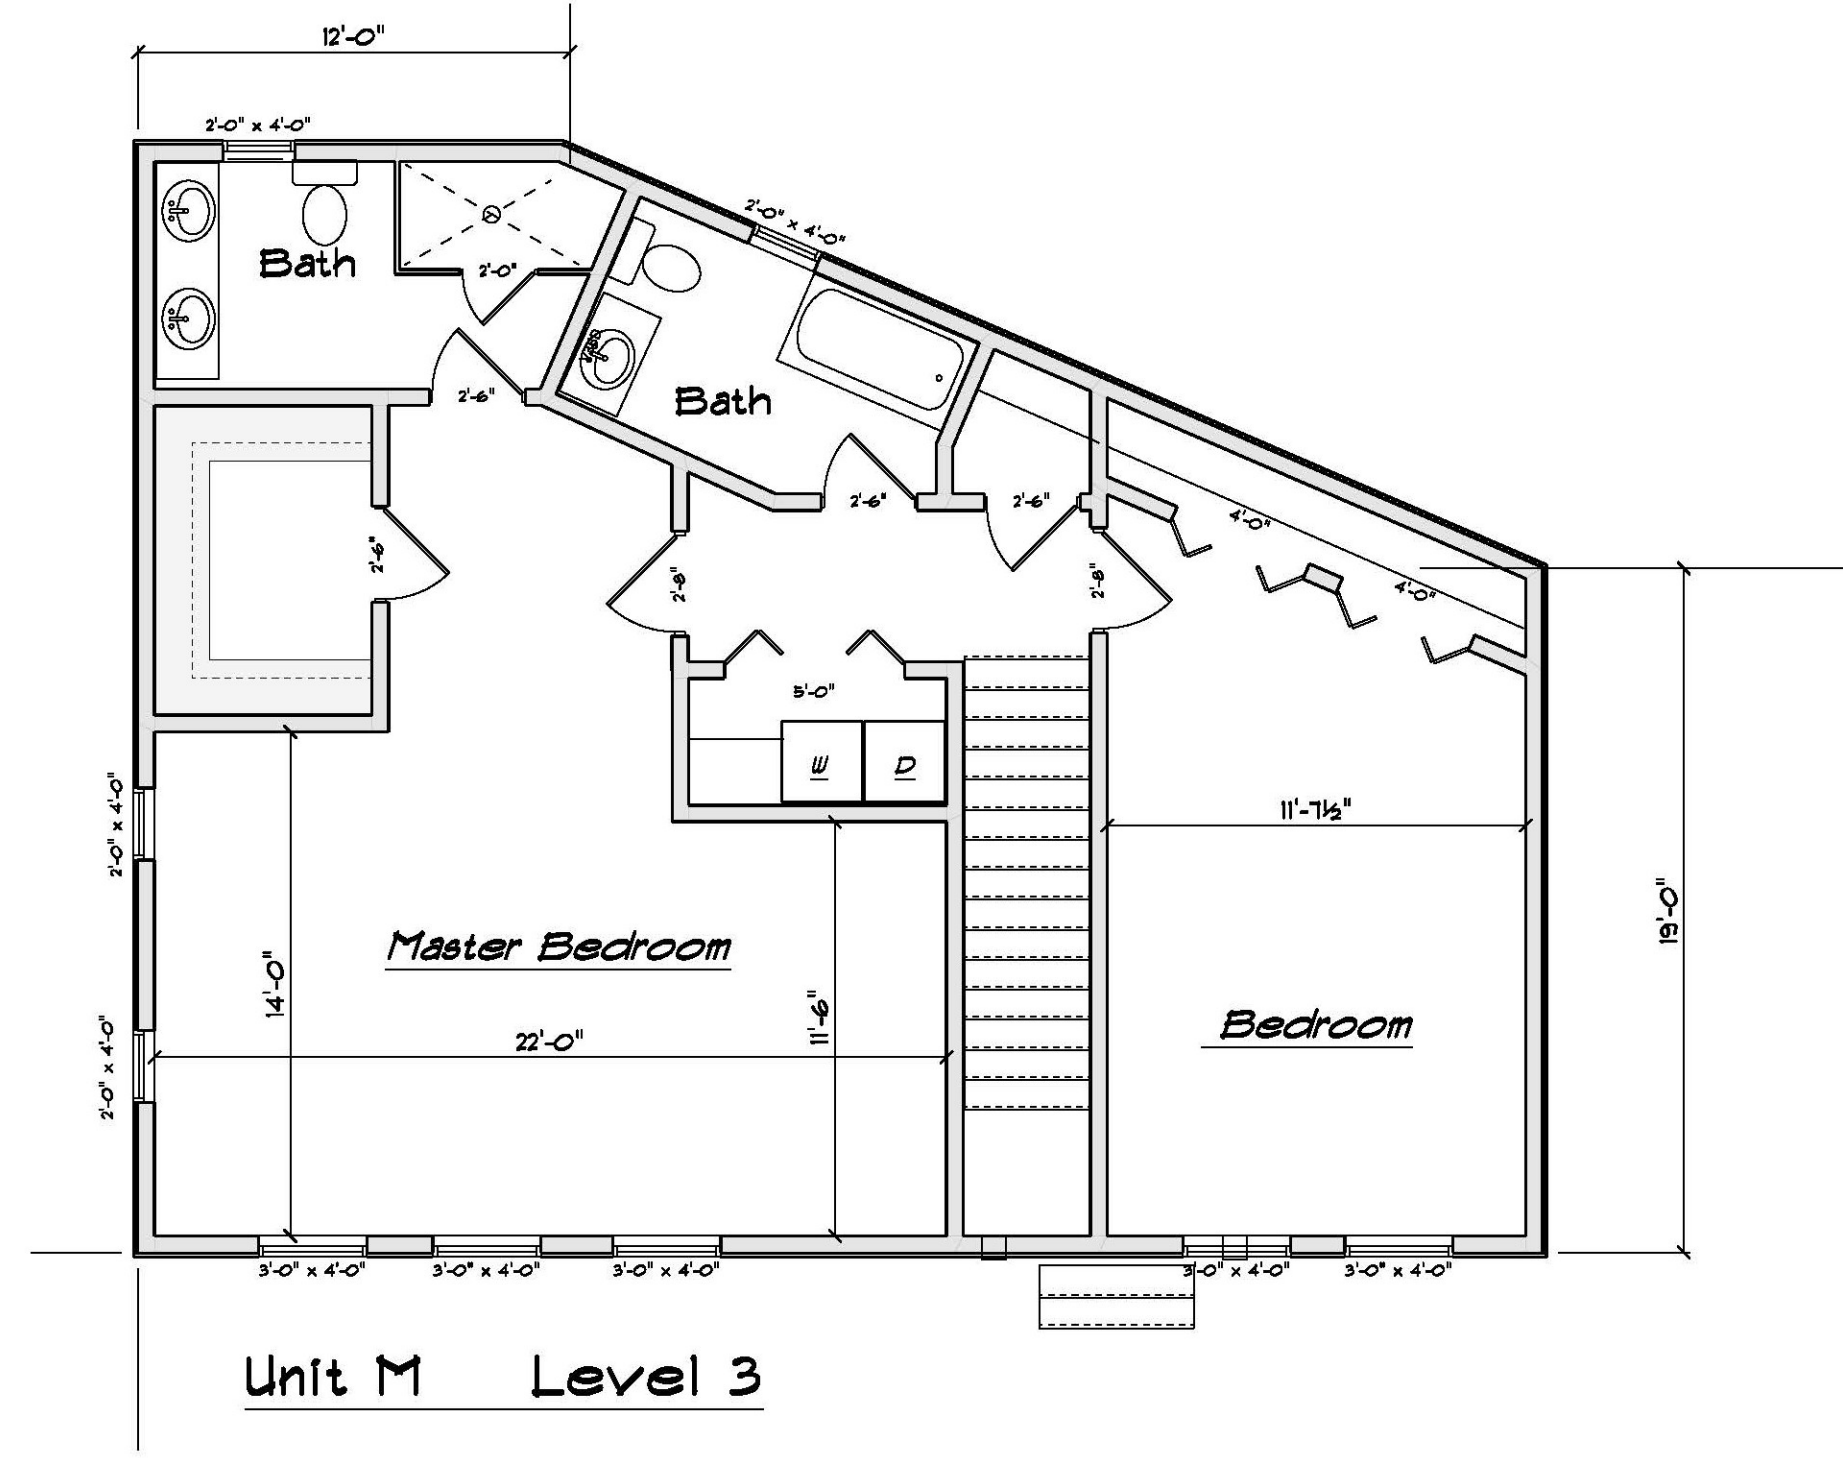 12'-0"
2'-0" x 4'-0"
2'-0" x 4'-0"
2'-0"
Bath
2'-6"
Bath
2'-6"
2'-6"
4'-0"
2'-6"
2'-8"
2'-8"
4'-0"
5'-0"
W
D
2'-0" x 4'-0"
11'-7½"
19'-0"
Master Bedroom
14'-0"
11'-6"
22'-0"
Bedroom
2'-0" x 4'-0"
3'-0" x 4'-0"
3'-0" x 4'-0"
3'-0" x 4'-0"
3'-0" x 4'-0"
3'-0" x 4'-0"
Unit M Level 3